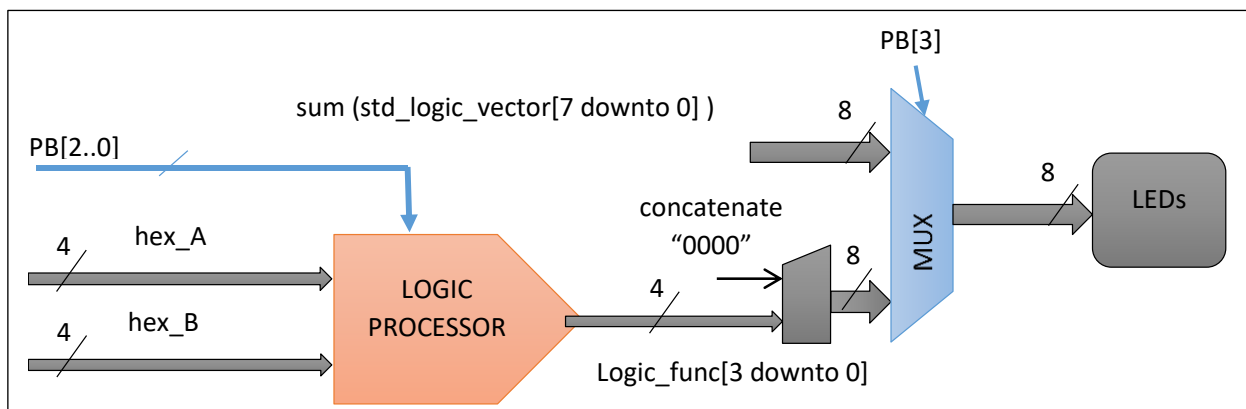 PB[3]
sum (std_logic_vector[7 downto 0] )
8
PB[2..0]
8
LEDs
concatenate
“0000”
MUX
hex_A
4
8
LOGIC
PROCESSOR
4
hex_B
4
Logic_func[3 downto 0]